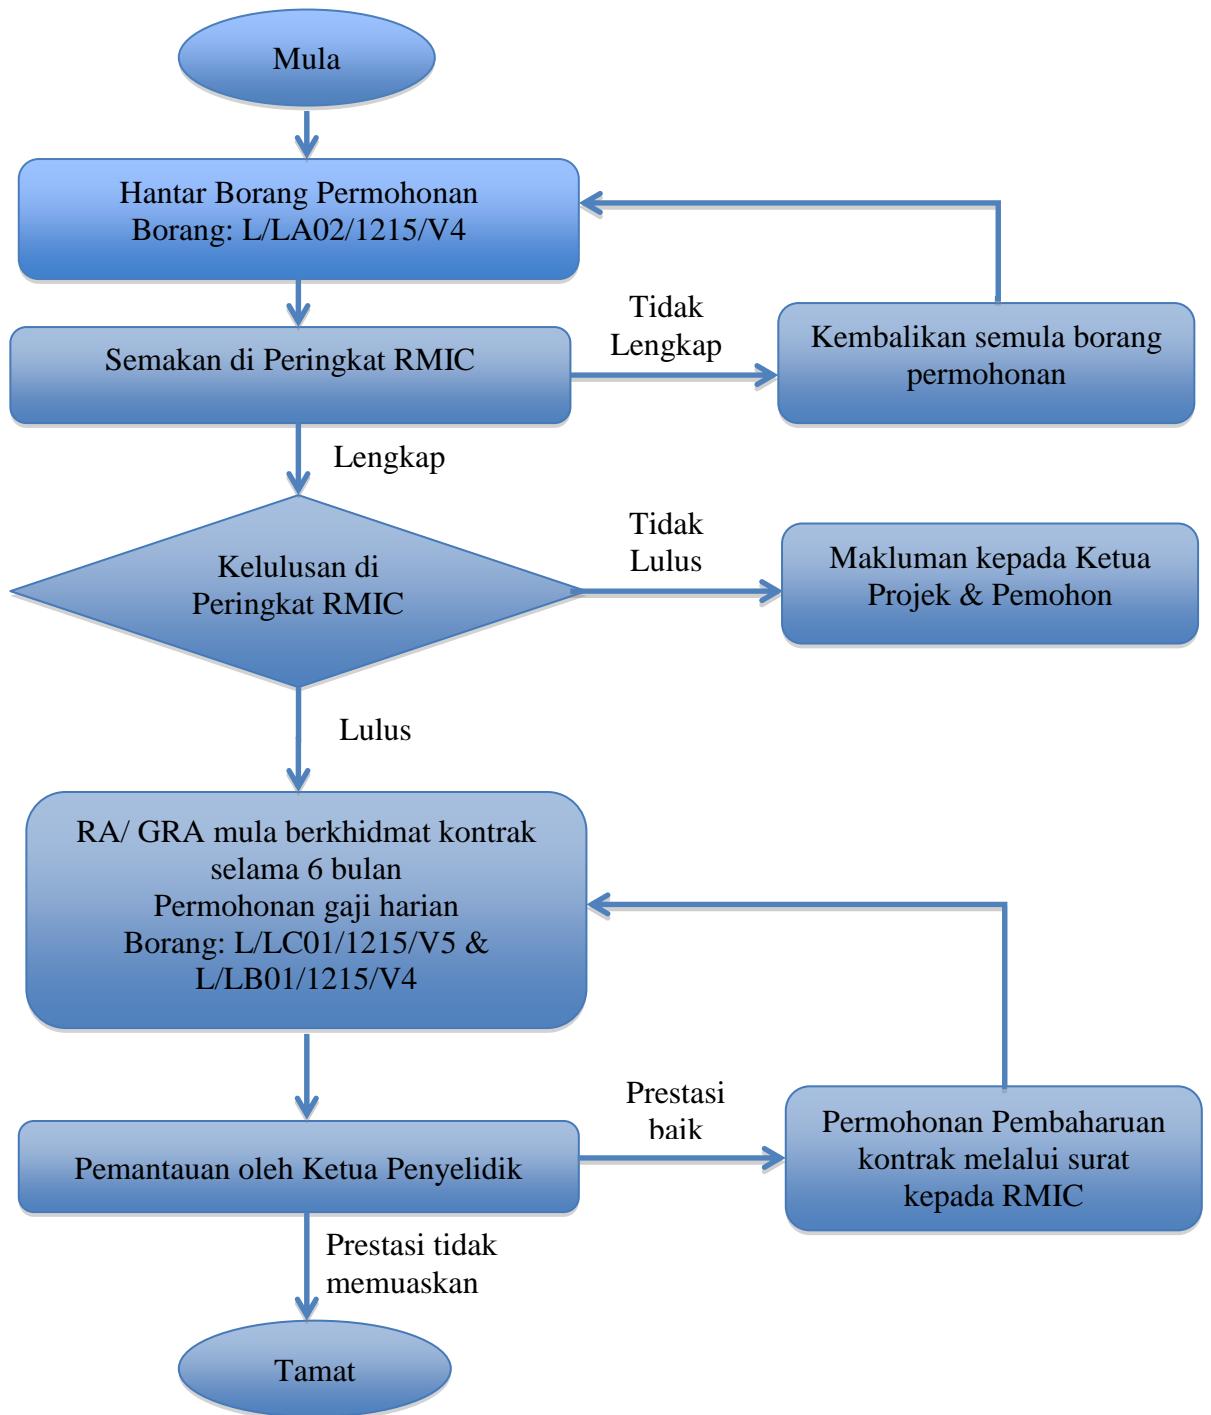 Mula
Hantar Borang Permohonan
Borang: L/LA02/1215/V4
Semakan di Peringkat RMIC
Tidak
Lengkap
Kembalikan semula borang
permohonan
Lengkap
Kelulusan di
Peringkat RMIC
Tidak
Lulus
Makluman kepada Ketua
Projek & Pemohon
Lulus
RA/ GRA mula berkhidmat kontrak
selama 6 bulan
Permohonan gaji harian
Borang: L/LC01/1215/V5 &
L/LB01/1215/V4
Pemantauan oleh Ketua Penyelidik
Prestasi
baik
Permohonan Pembaharuan
kontrak melalui surat
kepada RMIC
Prestasi tidak
memuaskan
Tamat